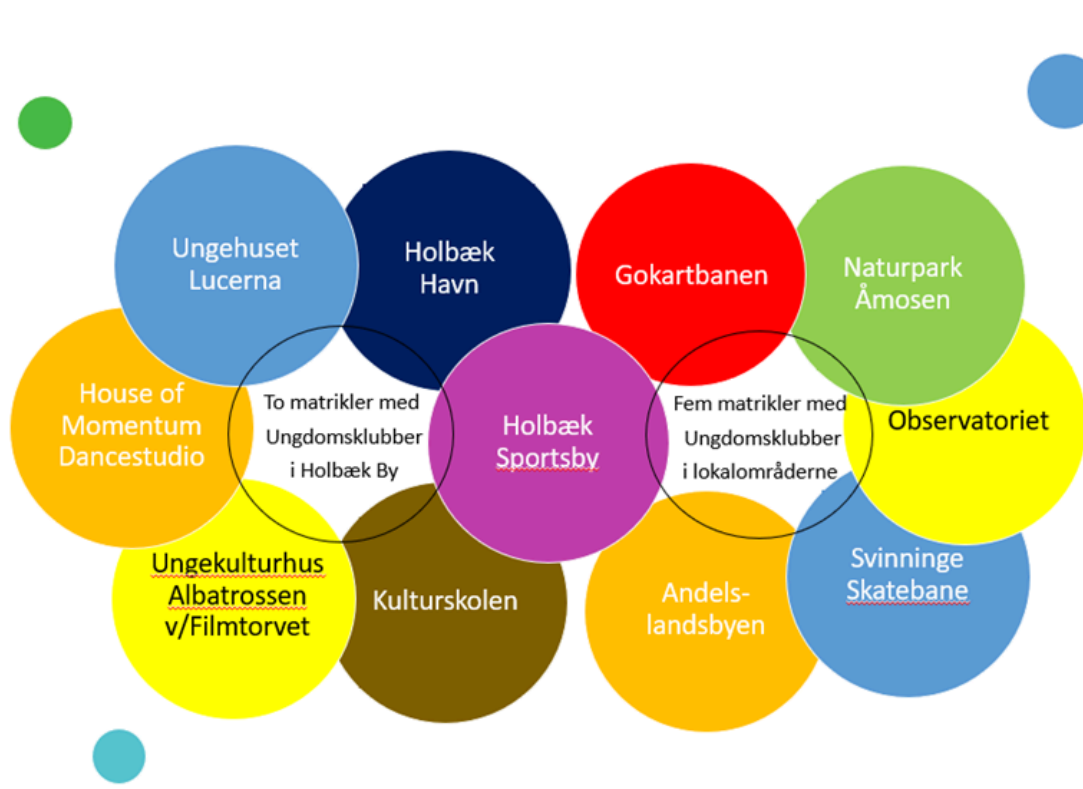 Ungehuset
Lucerna
Holbæk
Havn
Gokartbanen
Naturpark
Åmosen
House of
Momentum
Dancestudio
To matrikler med
Ungdomsklubber
i Holbæk By
Holbæk
Sportsby
Fem matrikler med
Ungdomsklubber
i lokalområderne
Observatoriet
Ungekulturhus
Albatrossen
v/Filmtorvet
Kulturskolen
Andels-
landsbyen
Svinninge
Skatebane